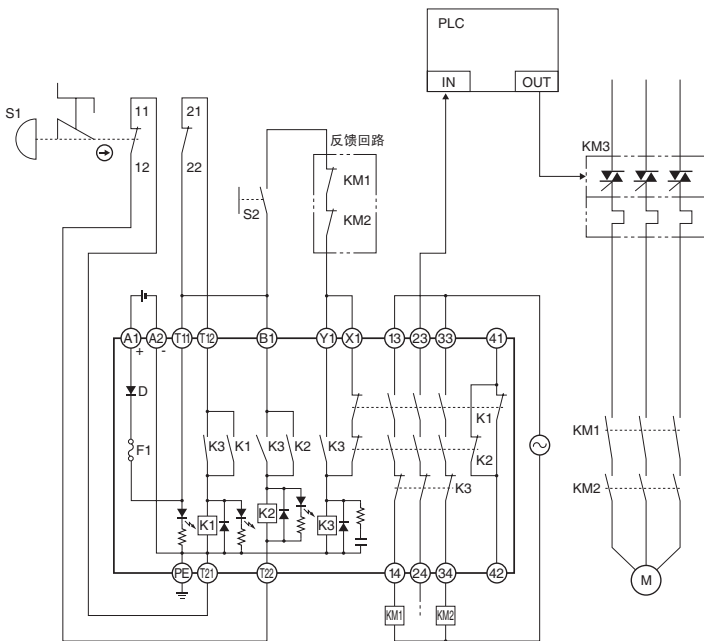 PLC
IN OUT
S1
11 21
12 22
反馈回路
KM1
KM2
S2
KM3
A1 A2 T11 T12 B1 Y1 X1 13 23 33 41
+ -
D
F1
K3 K1 K3 K2 K3
K1
K2
K3
K1 K2 K3
PE T21 T22 14 24 34 42
KM1 KM2
KM1
KM2
M